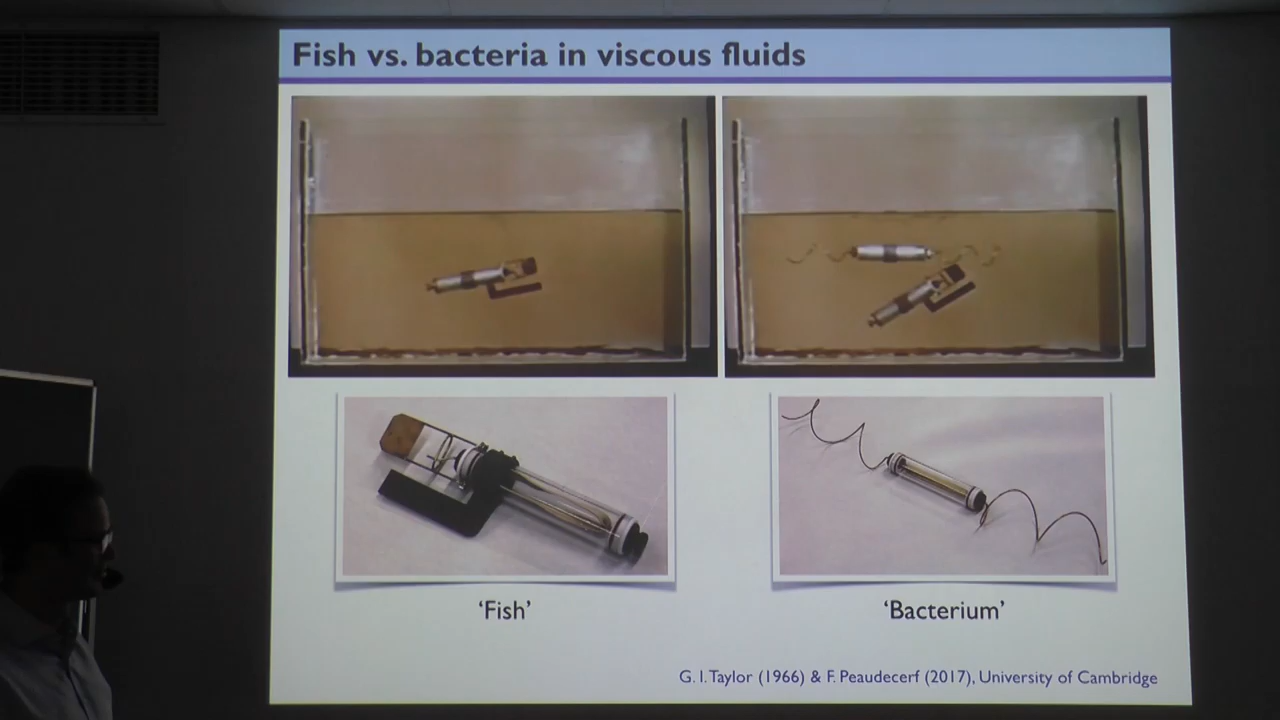 Fish vs. bacteria in viscous fluids
‘Fish’
‘Bacterium’
G. I. Taylor (1966) & F. Peaudecerf (2017), University of Cambridge